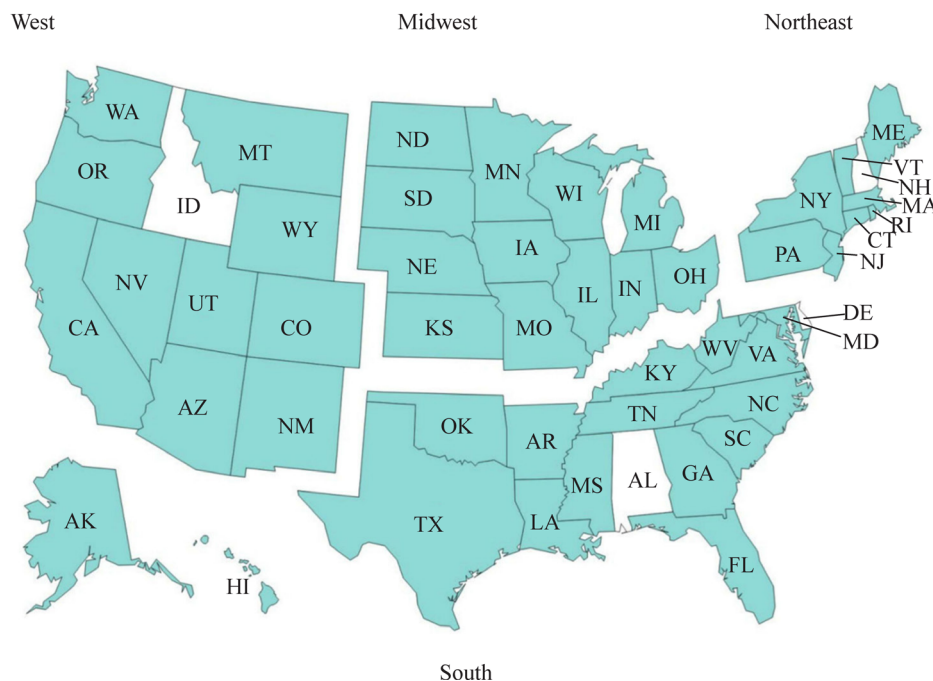 West
Midwest
Northeast
WA
MT
ND
MN
ME
OR
ID
SD
WI
VT
NH
WY
MI
NY
MA
RI
IA
CT
NV
NE
PA
NJ
UT
IL
IN
OH
CA
CO
KS
MO
DE
WV
VA
MD
KY
AZ
NM
OK
TN
NC
AR
SC
MS
AL
GA
AK
TX
LA
FL
HI
South